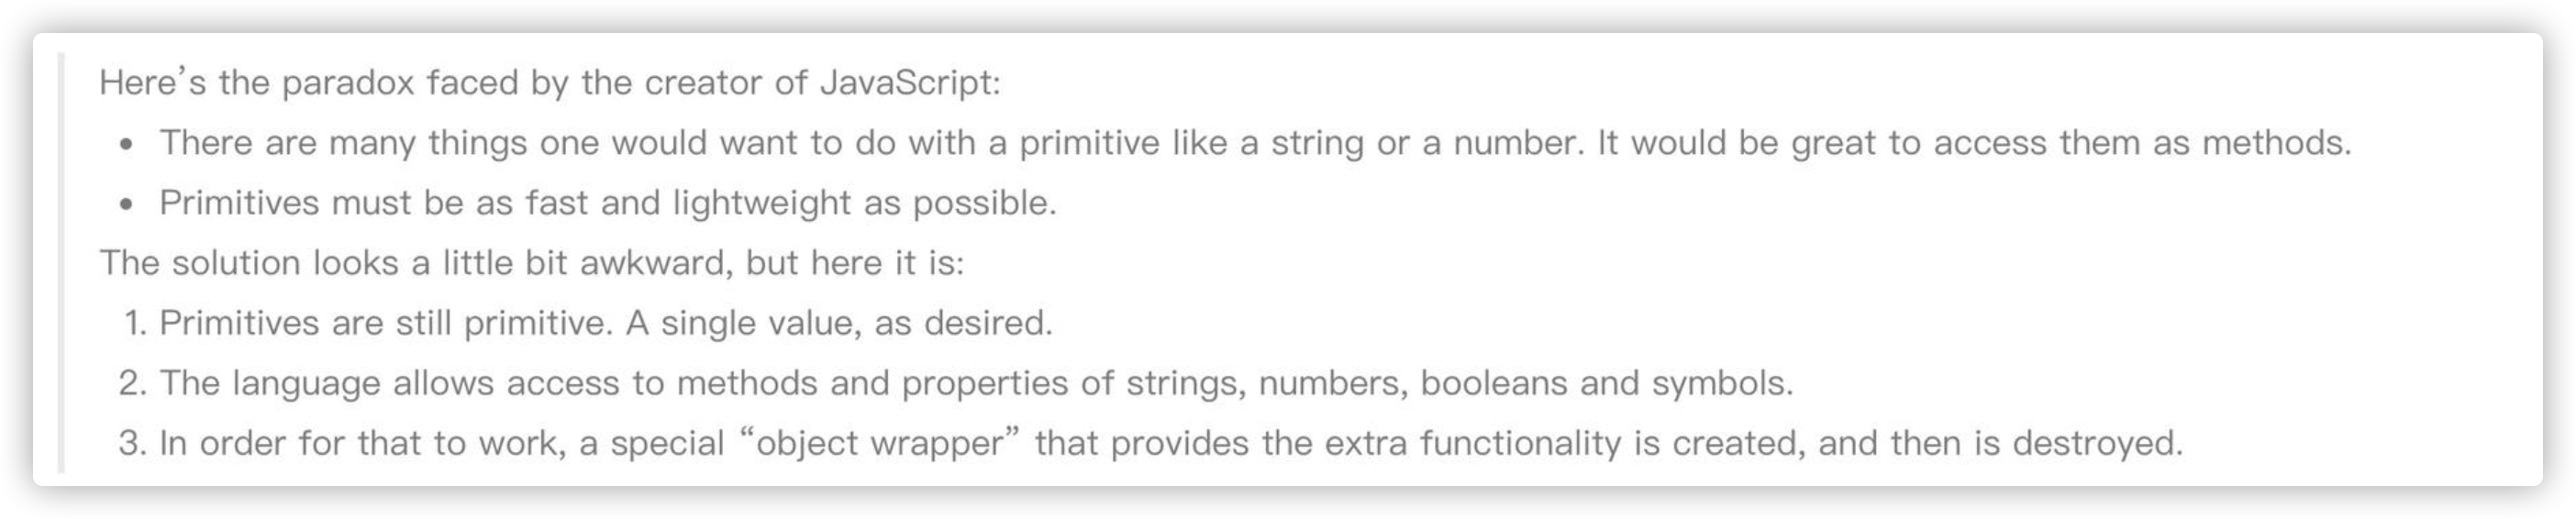 Here’s the paradox faced by the creator of JavaScript:
• There are many things one would want to do with a primitive like a string or a number. It would be great to access them as methods.
• Primitives must be as fast and lightweight as possible.
The solution looks a little bit awkward, but here it is:
1. Primitives are still primitive. A single value, as desired.
2. The language allows access to methods and properties of strings, numbers, booleans and symbols.
3. In order for that to work, a special “object wrapper” that provides the extra functionality is created, and then is destroyed.